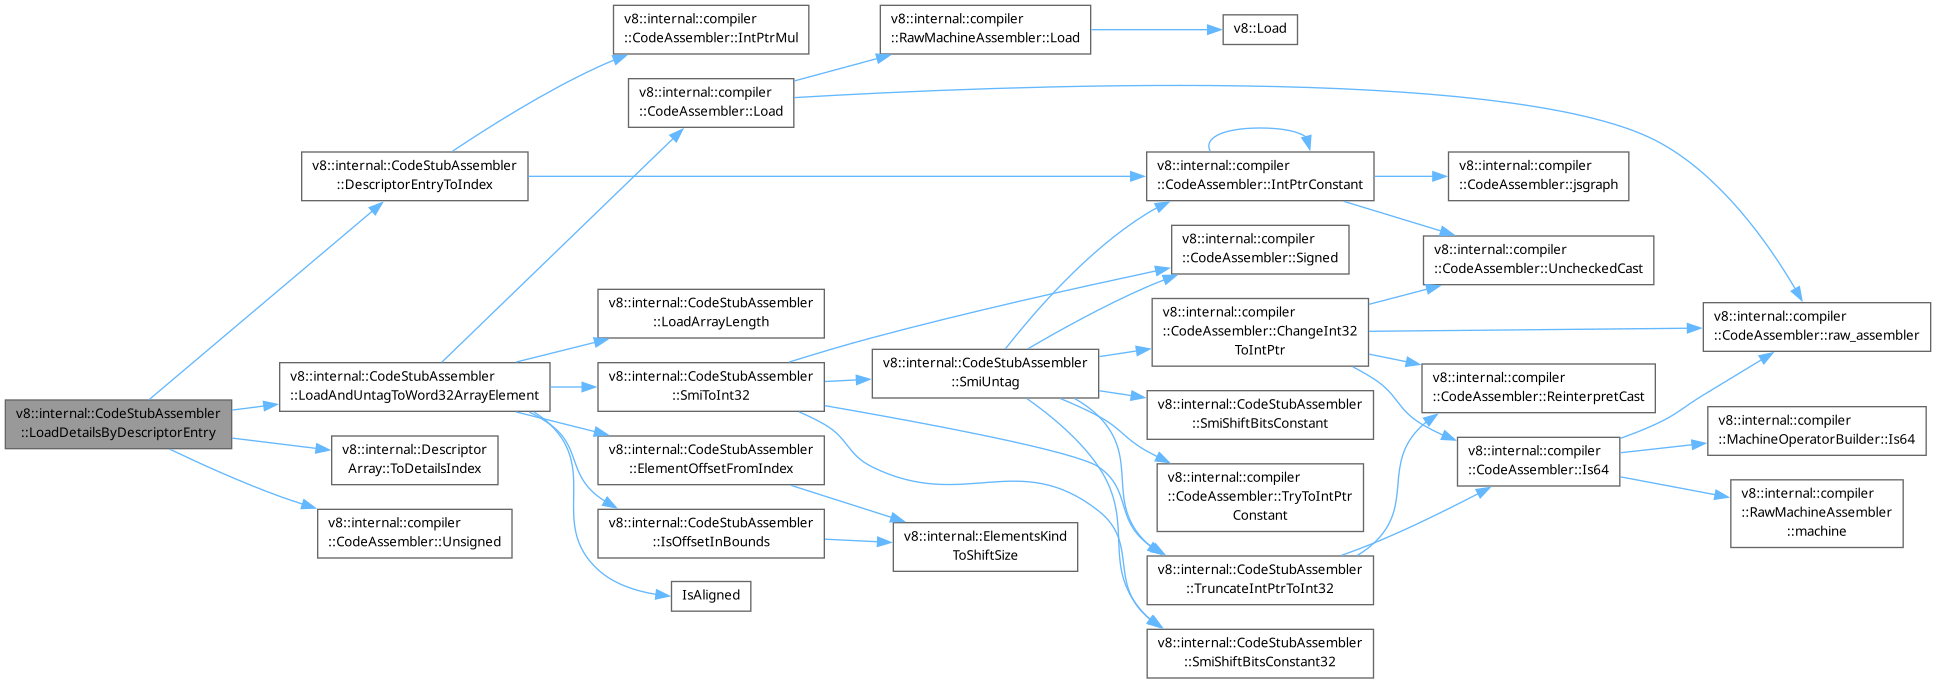 v8::internal::CodeStubAssembler
::LoadDetailsByDescriptorEntry
v8::internal::CodeStubAssembler
::DescriptorEntryToIndex
v8::internal::CodeStubAssembler
::LoadAndUntagToWord32ArrayElement
v8::internal::Descriptor
Array::ToDetailsIndex
v8::internal::compiler
::CodeAssembler::Unsigned
v8::internal::compiler
::CodeAssembler::IntPtrMul
v8::internal::compiler
::CodeAssembler::Load
v8::internal::CodeStubAssembler
::LoadArrayLength
v8::internal::CodeStubAssembler
::SmiToInt32
v8::internal::CodeStubAssembler
::ElementOffsetFromIndex
v8::internal::CodeStubAssembler
::IsOffsetInBounds
IsAligned
v8::internal::compiler
::RawMachineAssembler::Load
v8::internal::CodeStubAssembler
::SmiUntag
v8::internal::ElementsKind
ToShiftSize
v8::Load
v8::internal::compiler
::CodeAssembler::IntPtrConstant
v8::internal::compiler
::CodeAssembler::Signed
v8::internal::compiler
::CodeAssembler::ChangeInt32
ToIntPtr
v8::internal::CodeStubAssembler
::SmiShiftBitsConstant
v8::internal::compiler
::CodeAssembler::TryToIntPtr
Constant
v8::internal::CodeStubAssembler
::TruncateIntPtrToInt32
v8::internal::CodeStubAssembler
::SmiShiftBitsConstant32
v8::internal::compiler
::CodeAssembler::jsgraph
v8::internal::compiler
::CodeAssembler::UncheckedCast
v8::internal::compiler
::CodeAssembler::ReinterpretCast
v8::internal::compiler
::CodeAssembler::Is64
v8::internal::compiler
::CodeAssembler::raw_assembler
v8::internal::compiler
::MachineOperatorBuilder::Is64
v8::internal::compiler
::RawMachineAssembler
::machine